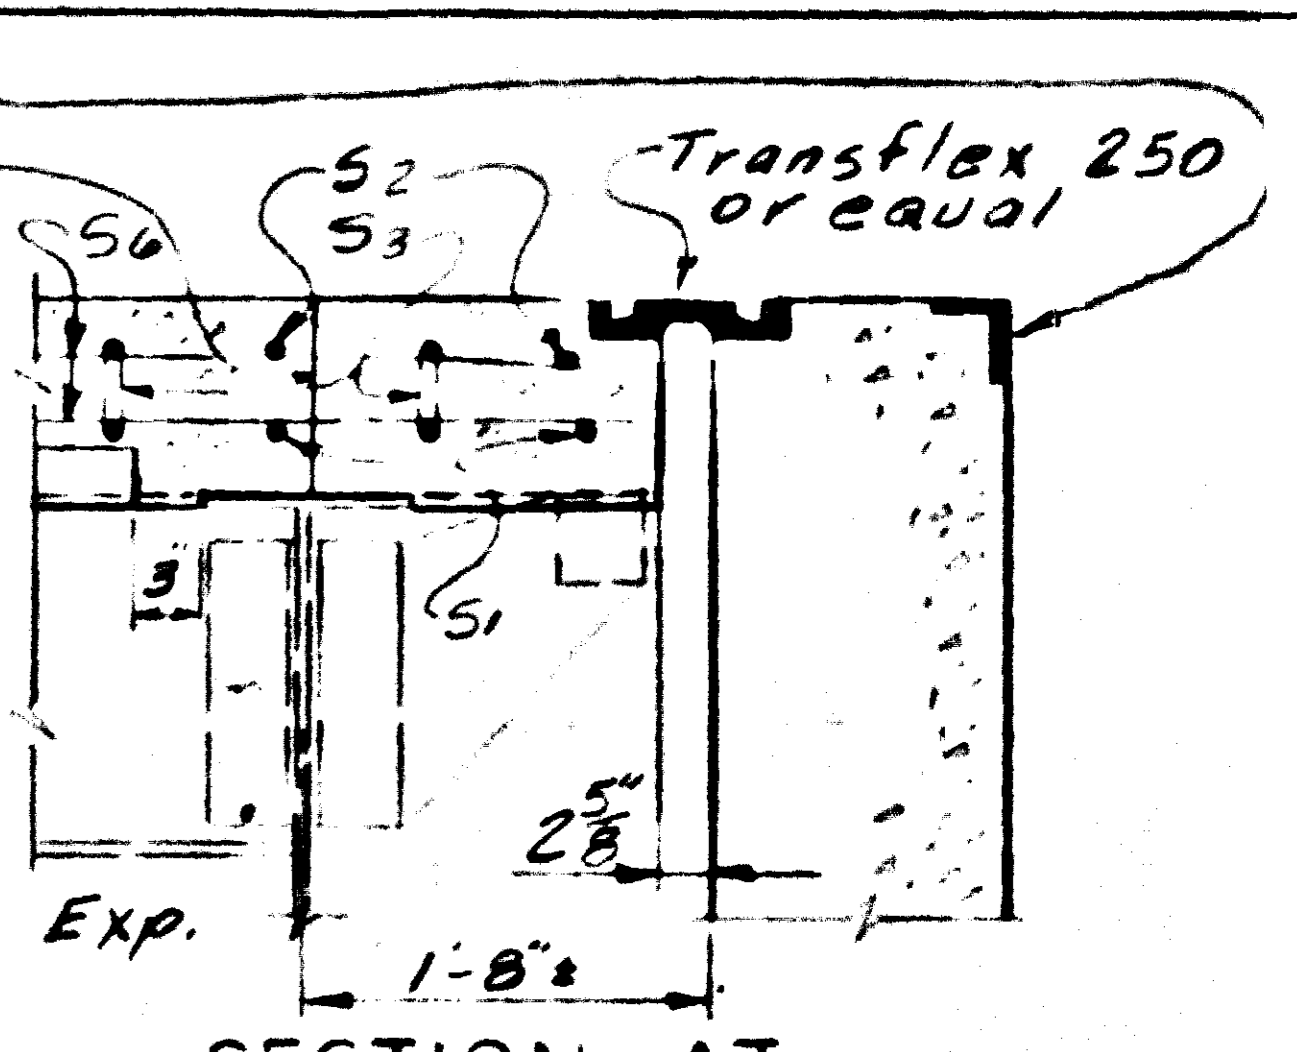 Transflex 250
or equal
S2
S3
S6
3"
S1
2 5/8"
Exp.
1'-8"±
SECTION AT